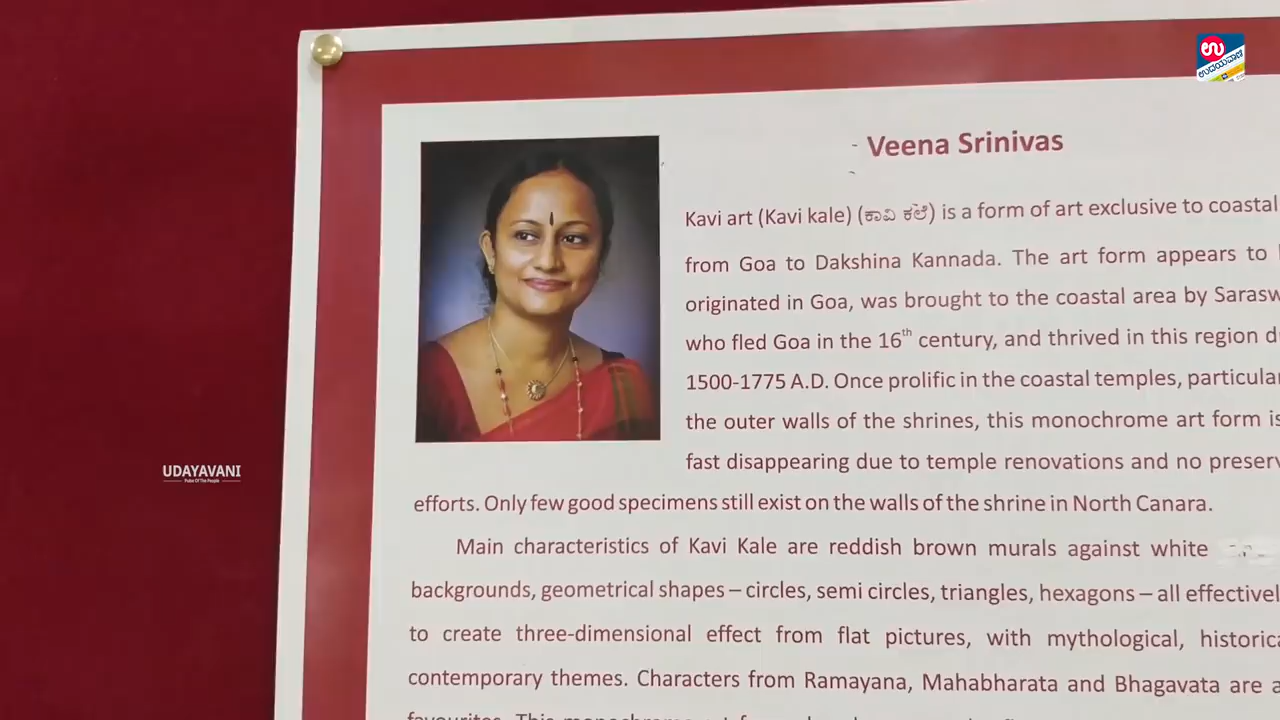 ಉ
ಉದಯವಾಣಿ
Veena Srinivas
Kavi art (Kavi kale) (ಕಾವಿ ಕಲೆ) is a form of art exclusive to coastal
from Goa to Dakshina Kannada. The art form appears to
originated in Goa, was brought to the coastal area by Sarasw
who fled Goa in the 16th century, and thrived in this region d
1500-1775 A.D. Once prolific in the coastal temples, particular
the outer walls of the shrines, this monochrome art form is
fast disappearing due to temple renovations and no preserv
efforts. Only few good specimens still exist on the walls of the shrine in North Canara.
Main characteristics of Kavi Kale are reddish brown murals against white
backgrounds, geometrical shapes – circles, semi circles, triangles, hexagons – all effectivel
to create three-dimensional effect from flat pictures, with mythological, historica
contemporary themes. Characters from Ramayana, Mahabharata and Bhagavata are a
UDAYAVANI
Pulse Of The People